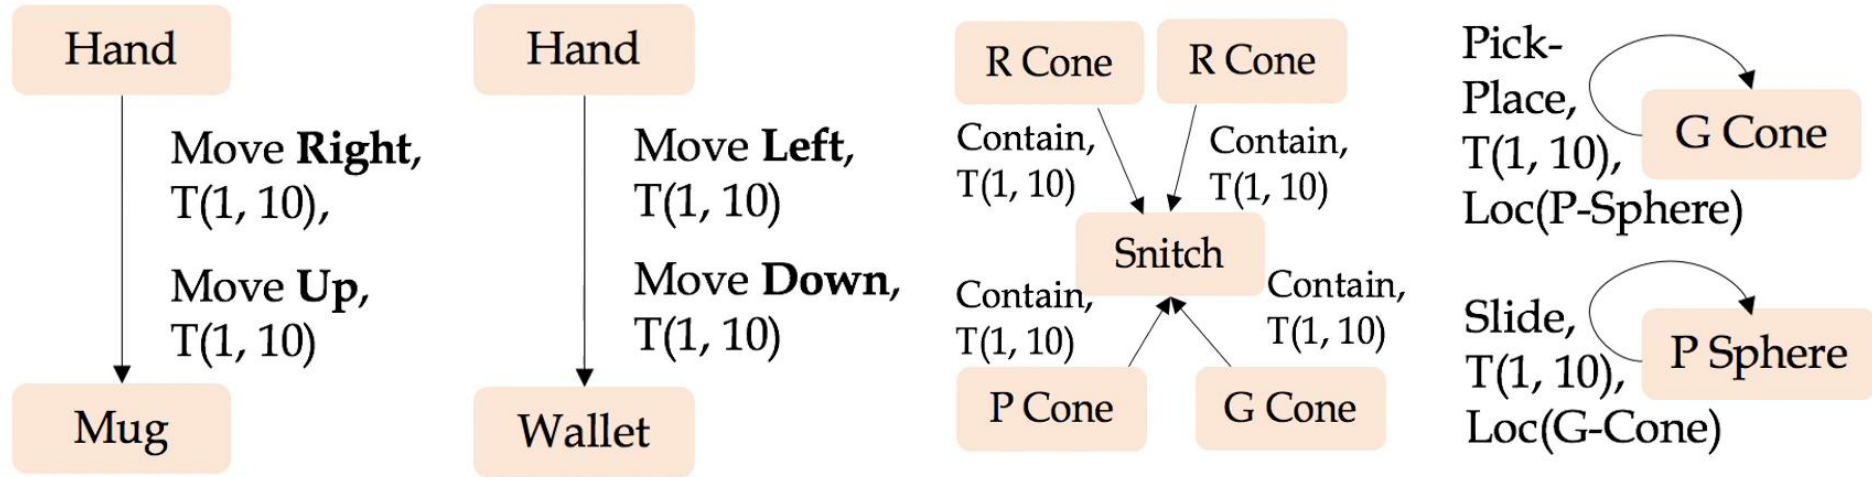 Hand
Move Right,
T(1, 10),
Move Up,
T(1, 10)
Mug
Hand
Move Left,
T(1, 10)
Move Down,
T(1, 10)
Wallet
R Cone
R Cone
Contain,
T(1, 10)
Contain,
T(1, 10)
Snitch
Contain,
T(1, 10)
Contain,
T(1, 10)
P Cone
G Cone
Pick-
Place,
T(1, 10),
Loc(P-Sphere)
G Cone
Slide,
T(1, 10),
Loc(G-Cone)
P Sphere